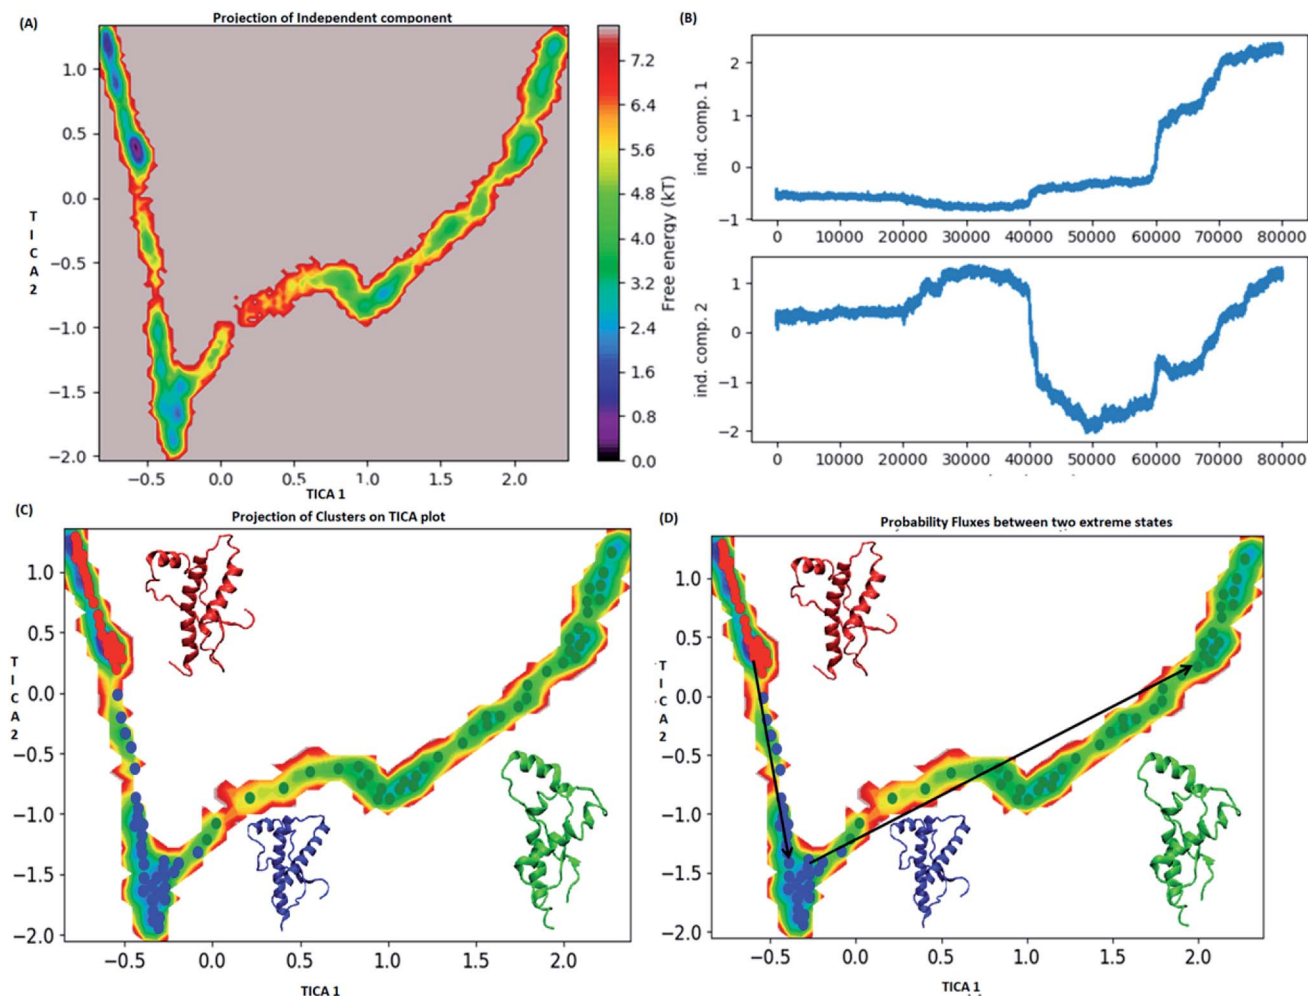 (A)
Projection of Independent component
1.0
0.5
0.0
−0.5
−1.0
−1.5
−2.0
T
I
C
A
2
−0.5
0.0
0.5
1.0
1.5
2.0
TICA 1
7.2
6.4
5.6
4.8
4.0
3.2
2.4
1.6
0.8
0.0
Free energy (kT)
(B)
ind. comp. 1
2
1
0
−1
0 10000 20000 30000 40000 50000 60000 70000 80000
ind. comp. 2
1
0
−1
−2
0 10000 20000 30000 40000 50000 60000 70000 80000
(C)
Projection of Clusters on TICA plot
1.0
0.5
0.0
−0.5
−1.0
−1.5
−2.0
T
I
C
A
2
−0.5 0.0 0.5 1.0 1.5 2.0
TICA 1
(D)
Probability Fluxes between two extreme states
1.0
0.5
0.0
−0.5
−1.0
−1.5
−2.0
T
I
C
A
2
−0.5 0.0 0.5 1.0 1.5 2.0
TICA 1